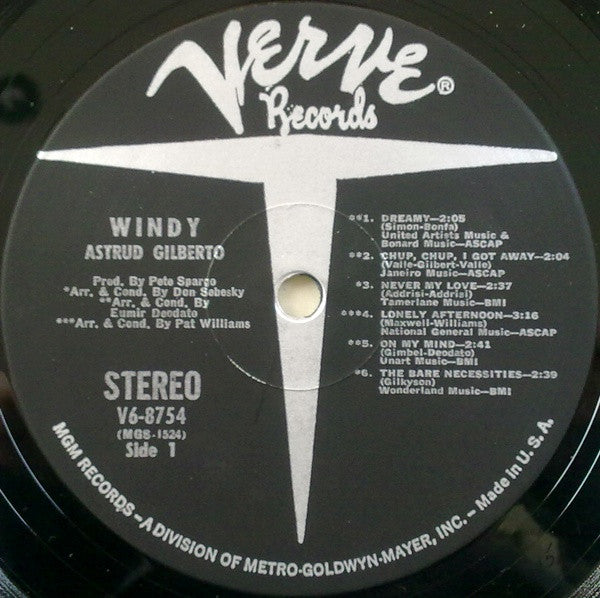 Verve®
Records
WINDY
ASTRUD GILBERTO
Prod. By Pete Spargo
*Arr. & Cond. By Don Sebesky
**Arr. & Cond. By
Eumir Deodato
***Arr. & Cond. By Pat Williams
STEREO
V6-8754
(MGS-1524)
Side 1
**1. DREAMY—2:05
(Simon-Bonfa)
United Artists Music &
Bonard Music—ASCAP
**2. CHUP, CHUP, I GOT AWAY—2:04
(Valle-Gilbert-Valle)
Janeiro Music—ASCAP
*3. NEVER MY LOVE—2:37
(Addrisi-Addrisi)
Tamerlane Music—BMI
***4. LONELY AFTERNOON—3:16
(Maxwell-Williams)
National General Music—ASCAP
**5. ON MY MIND—2:41
(Gimbel-Deodato)
Unart Music—BMI
*6. THE BARE NECESSITIES—2:39
(Gilkyson)
Wonderland Music—BMI
MGM RECORDS – A DIVISION OF METRO-GOLDWYN-MAYER, INC. – Made in U.S.A.